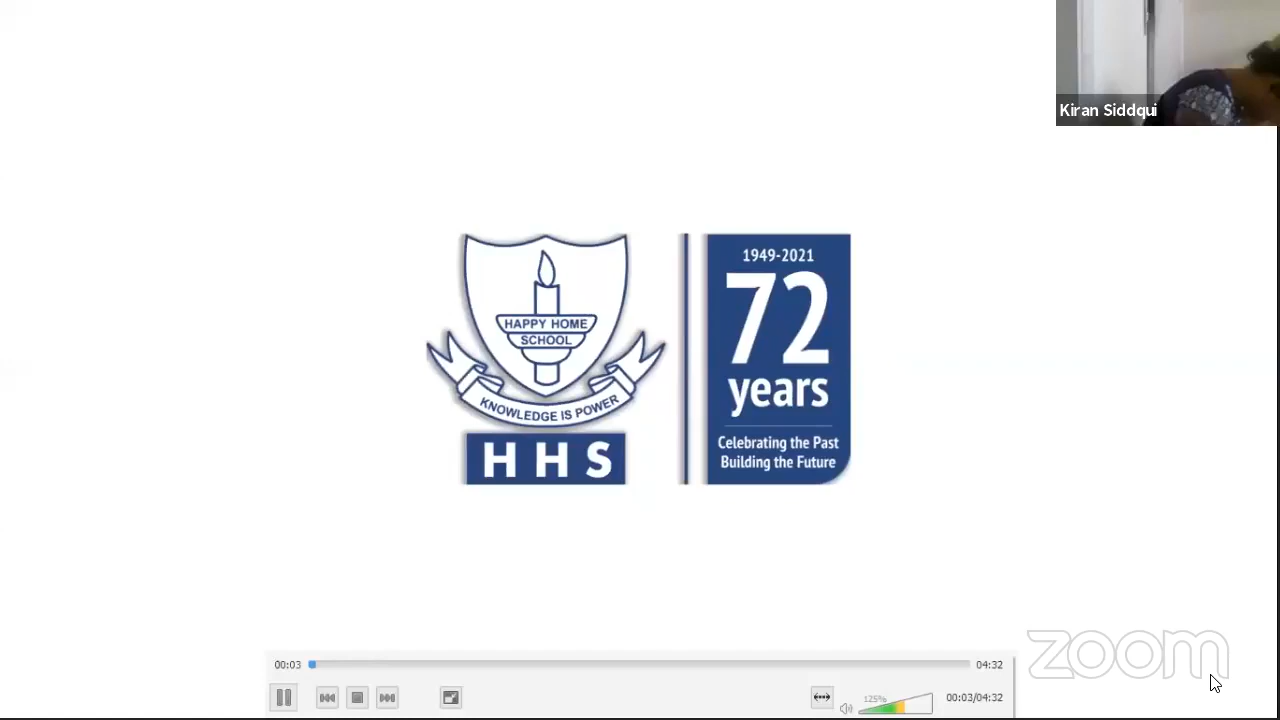 Kiran Siddqui
HAPPY HOME
SCHOOL
KNOWLEDGE IS POWER
HHS
1949-2021
72
years
Celebrating the Past
Building the Future
zoom
00:03
04:32
125%
00:03/04:32